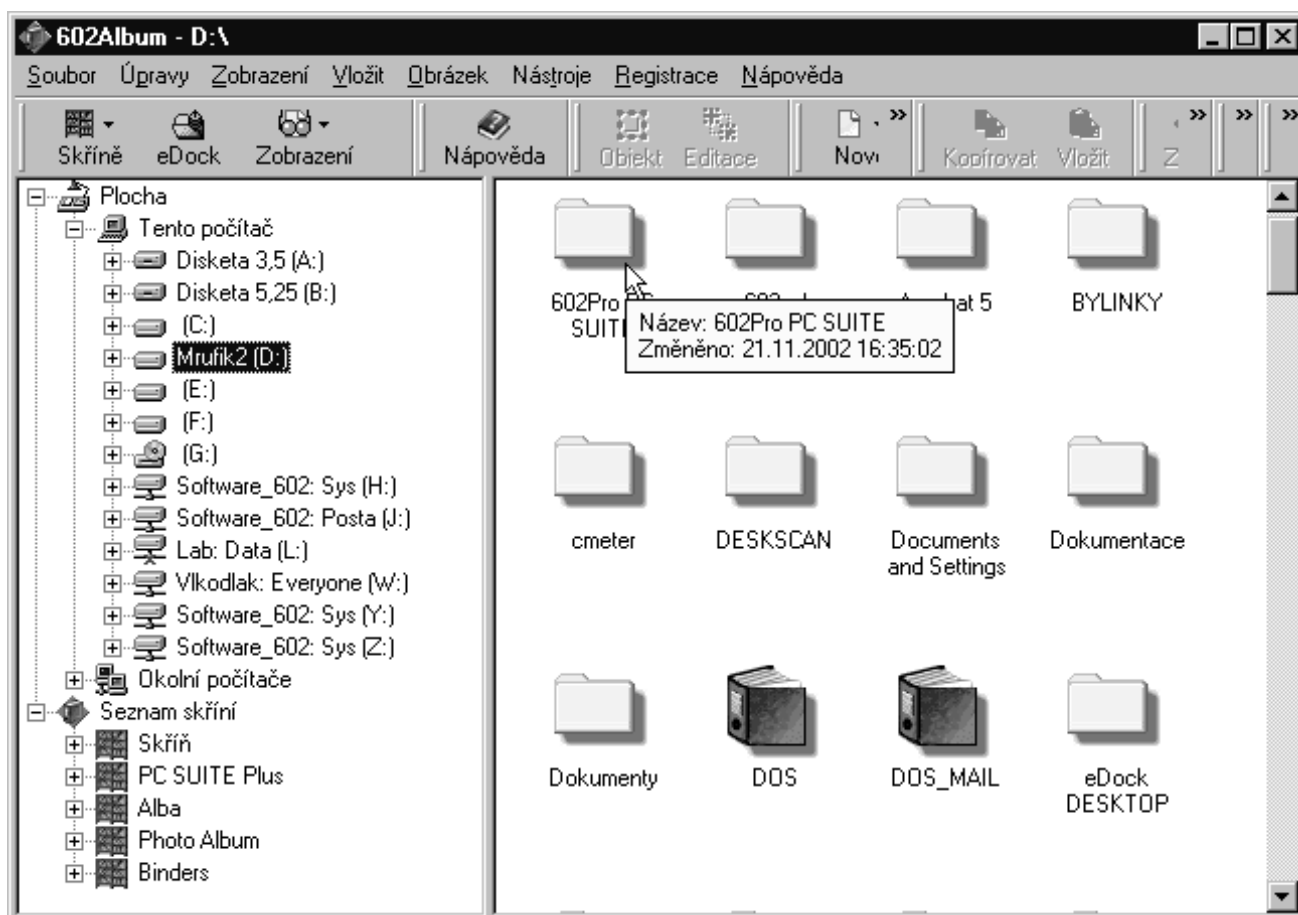 602Album - D:\
Soubor Úpravy Zobrazení Vložit Obrázek Nástroje Registrace Nápověda
Skříně eDock Zobrazení Nápověda Objekt Editace Kopírovat Vložit Z
Plocha
Tento počítač
Disketa 3,5 (A:)
Disketa 5,25 (B:)
(C:)
Mrufik2 (D:)
(E:)
(F:)
(G:)
Software_602: Sys (H:)
Software_602: Posta (J:)
Lab: Data (L:)
Vlkodlak: Everyone (W:)
Software_602: Sys (Y:)
Software_602: Sys (Z:)
Okolní počítače
Seznam skříní
Skříň
PC SUITE Plus
Alba
Photo Album
Binders
602Pro
BYLINKY
Název: 602Pro PC SUITE
Změněno: 21.11.2002 16:35:02
cmeter
DESKSCAN
Documents
and Settings
Dokumentace
Dokumenty
DOS
DOS_MAIL
eDock
DESKTOP